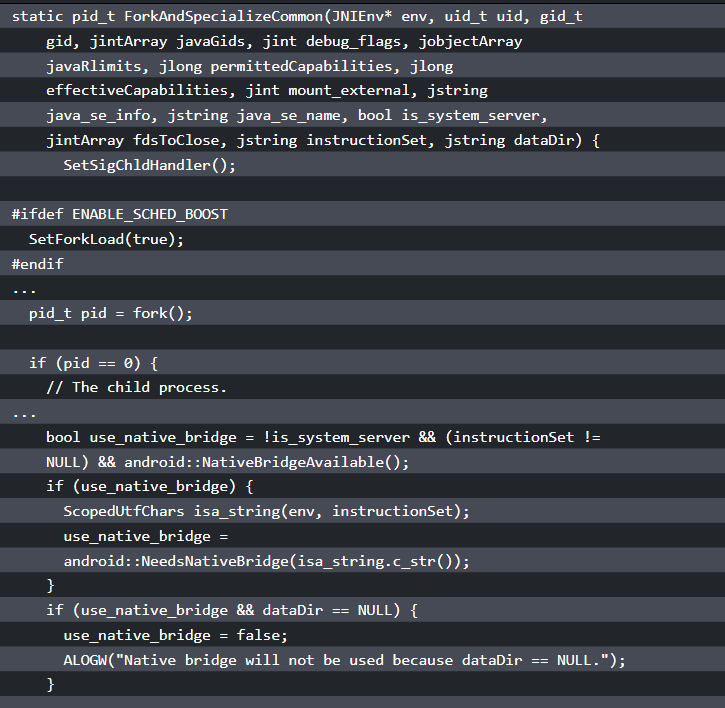 static pid_t ForkAndSpecializeCommon(JNIEnv* env, uid_t uid, gid_t
    gid, jintArray javaGids, jint debug_flags, jobjectArray
    javaRlimits, jlong permittedCapabilities, jlong
    effectiveCapabilities, jint mount_external, jstring
    java_se_info, jstring java_se_name, bool is_system_server,
    jintArray fdsToClose, jstring instructionSet, jstring dataDir) {
      SetSigChldHandler();

#ifdef ENABLE_SCHED_BOOST
  SetForkLoad(true);
#endif
...
  pid_t pid = fork();

  if (pid == 0) {
    // The child process.
...
    bool use_native_bridge = !is_system_server && (instructionSet !=
    NULL) && android::NativeBridgeAvailable();
    if (use_native_bridge) {
      ScopedUtfChars isa_string(env, instructionSet);
      use_native_bridge =
      android::NeedsNativeBridge(isa_string.c_str());
    }
    if (use_native_bridge && dataDir == NULL) {
      use_native_bridge = false;
      ALOGW("Native bridge will not be used because dataDir == NULL.");
    }